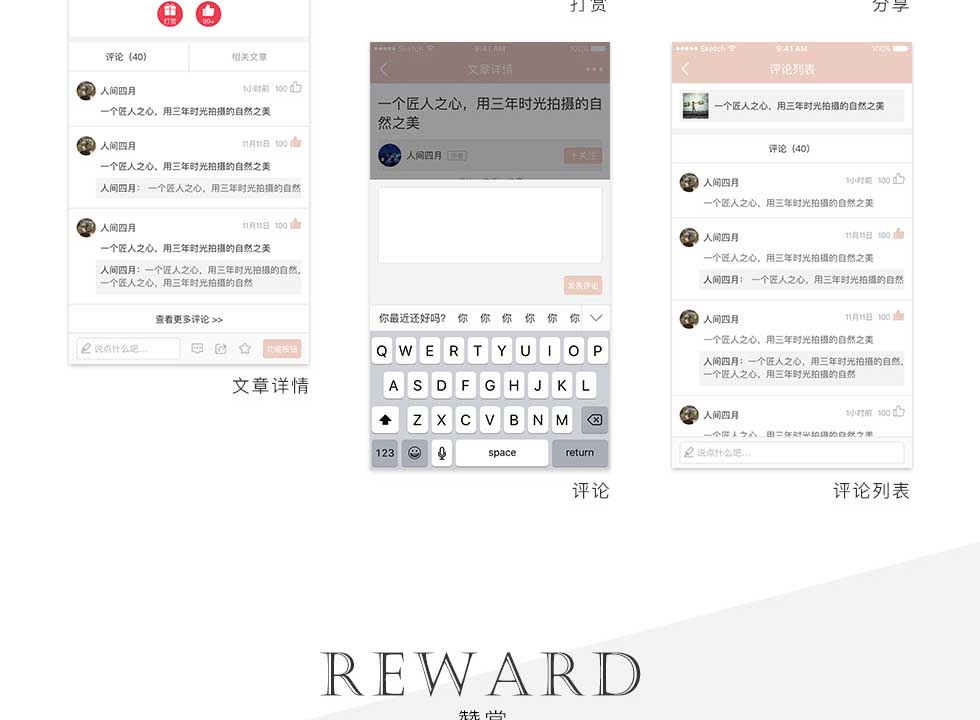 打赏
分享
打赏
99+
评论（40）
相关文章
人间四月
1小时前 100
一个匠人之心，用三年时光拍摄的自然之美
人间四月
11月11日 100
一个匠人之心，用三年时光拍摄的自然之美
人间四月： 一个匠人之心，用三年时光拍摄的自然
人间四月
11月11日 100
一个匠人之心，用三年时光拍摄的自然之美
人间四月：一个匠人之心，用三年时光拍摄的自然，
一个匠人之心，用三年时光拍摄的自然
查看更多评论 >>
说点什么吧...
功能按钮
文章详情
Sketch
9:41 AM
100%
文章详情
一个匠人之心，用三年时光拍摄的自
然之美
人间四月
+关注
发表评论
你最近还好吗？ 你 你 你 你 你 你
Q W E R T Y U I O P
A S D F G H J K L
Z X C V B N M
123
space
return
评论
Sketch
9:41 AM
100%
评论列表
一个匠人之心，用三年时光拍摄的自然之美
评论（40）
人间四月
1小时前 100
一个匠人之心，用三年时光拍摄的自然之美
人间四月
11月11日 100
一个匠人之心，用三年时光拍摄的自然之美
人间四月： 一个匠人之心，用三年时光拍摄的自然
人间四月
11月11日 100
一个匠人之心，用三年时光拍摄的自然之美
人间四月：一个匠人之心，用三年时光拍摄的自然，
一个匠人之心，用三年时光拍摄的自然
人间四月
1小时前 100
一个匠人之心，用三年时光拍摄的自然之美
说点什么吧...
评论列表
REWARD
赞赏